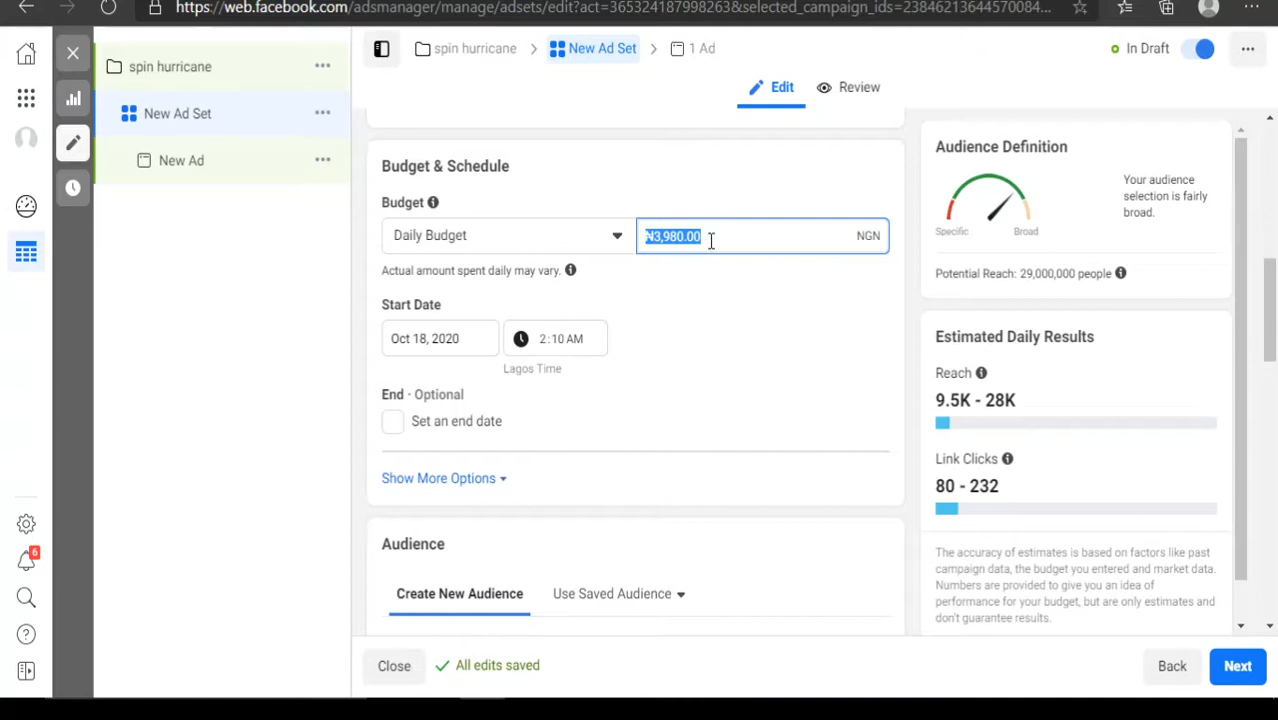 https://web.facebook.com/adsmanager/manage/adsets/edit?act=365324187998263&selected_campaign_ids=23846213644570084...
spin hurricane
New Ad Set
New Ad
spin hurricane
New Ad Set
1 Ad
In Draft
Edit
Review
Budget & Schedule
Budget
Daily Budget
₦3,980.00
NGN
Actual amount spent daily may vary.
Start Date
Oct 18, 2020
2:10 AM
Lagos Time
End · Optional
Set an end date
Show More Options
Audience
Create New Audience
Use Saved Audience
Audience Definition
Your audience
selection is fairly
broad.
Specific
Broad
Potential Reach: 29,000,000 people
Estimated Daily Results
Reach
9.5K - 28K
Link Clicks
80 - 232
The accuracy of estimates is based on factors like past
campaign data, the budget you entered and market data.
Numbers are provided to give you an idea of
performance for your budget, but are only estimates and
don't guarantee results.
6
Close
All edits saved
Back
Next